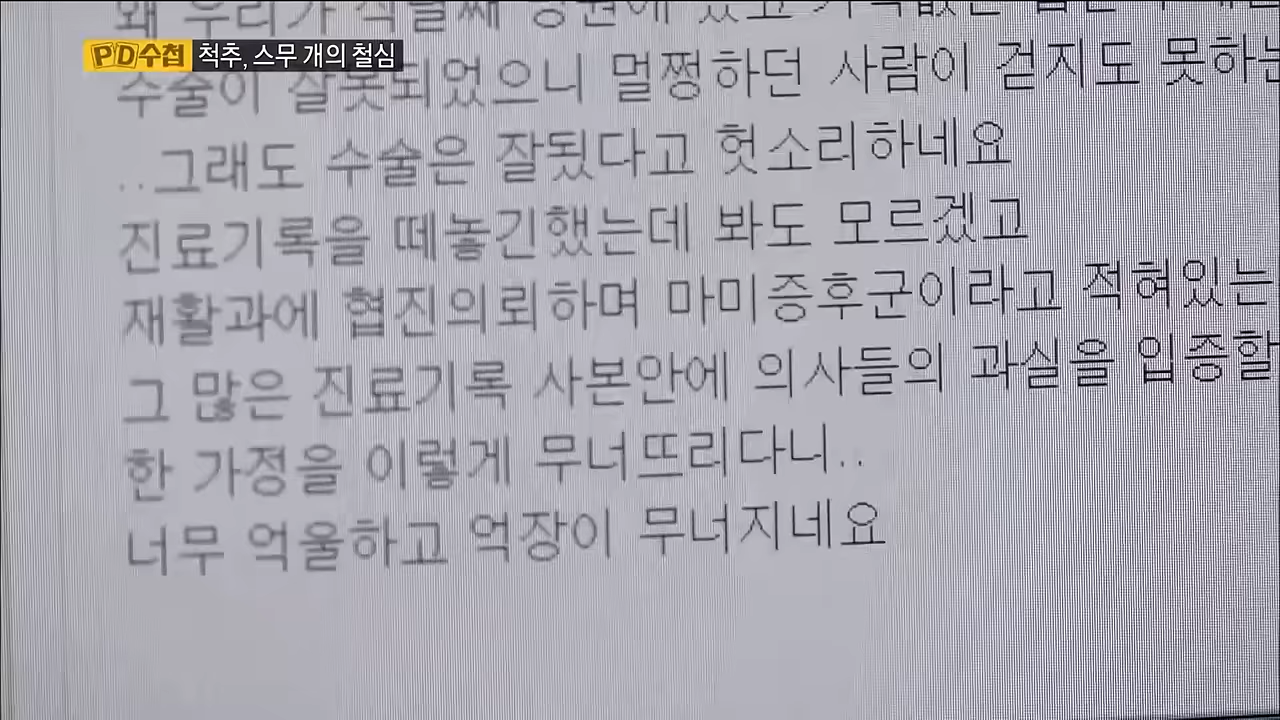 왜 우리가
PD수첩 척추, 스무 개의 철심
수술이 잘못되었으니 멀쩡하던 사람이 걷지도 못하는
..그래도 수술은 잘됬다고 헛소리하네요
진료기록을 떼놓긴했는데 봐도 모르겠고
재활과에 협진의뢰하며 마미증후군이라고 적혀있는
그 많은 진료기록 사본안에 의사들의 과실을 입증할
한 가정을 이렇게 무너뜨리다니..
너무 억울하고 억장이 무너지네요